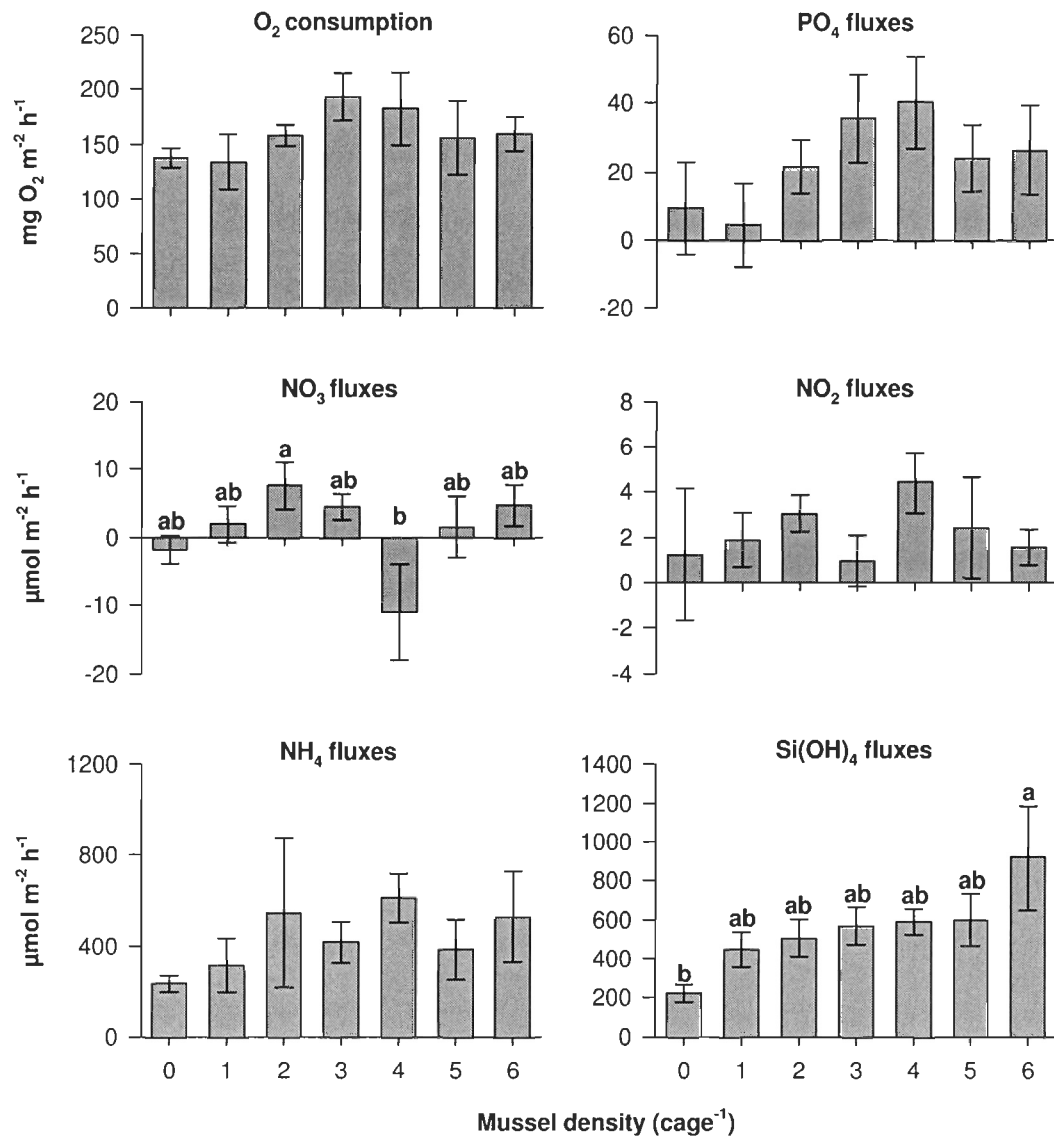 O₂ consumption
250
200
150
100
50
0
mg O₂ m⁻² h⁻¹
PO₄ fluxes
60
40
20
0
-20
NO₃ fluxes
20
10
0
-10
-20
µmol m⁻² h⁻¹
ab ab a ab b ab ab
NO₂ fluxes
8
6
4
2
0
-2
-4
NH₄ fluxes
1200
800
400
0
µmol m⁻² h⁻¹
0 1 2 3 4 5 6
Si(OH)₄ fluxes
1400
1200
1000
800
600
400
200
0
b ab ab ab ab ab a
0 1 2 3 4 5 6
Mussel density (cage⁻¹)